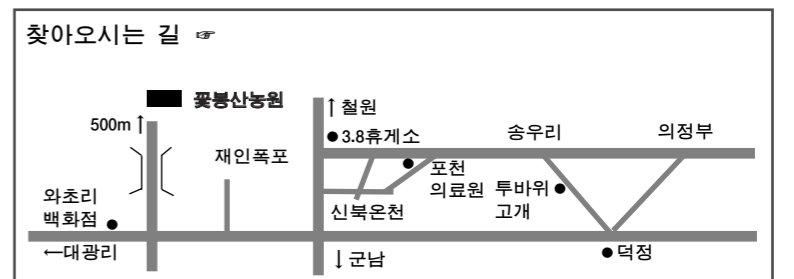 찾아오시는 길 ☞
꽃봉산농원
500m ↑
↑ 철원
● 3.8휴게소
송우리
의정부
재인폭포
포천
의료원
투바위 ●
고개
신북온천
와초리
백화점 ●
←대광리
↓ 군남
● 덕정